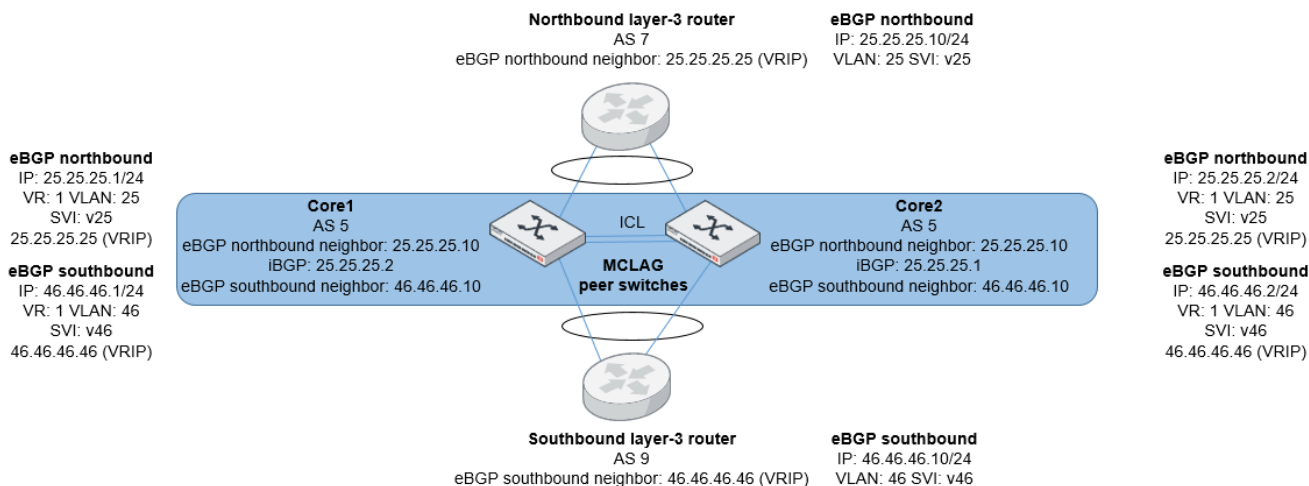 Northbound layer-3 router
AS 7
eBGP northbound neighbor: 25.25.25.25 (VRIP)
eBGP northbound
IP: 25.25.25.10/24
VLAN: 25 SVI: v25
eBGP northbound
IP: 25.25.25.1/24
VR: 1 VLAN: 25
SVI: v25
25.25.25.25 (VRIP)
eBGP southbound
IP: 46.46.46.1/24
VR: 1 VLAN: 46
SVI: v46
46.46.46.46 (VRIP)
Core1
AS 5
eBGP northbound neighbor: 25.25.25.10
iBGP: 25.25.25.2
eBGP southbound neighbor: 46.46.46.10
ICL
MCLAG
peer switches
Core2
AS 5
eBGP northbound neighbor: 25.25.25.10
iBGP: 25.25.25.1
eBGP southbound neighbor: 46.46.46.10
eBGP northbound
IP: 25.25.25.2/24
VR: 1 VLAN: 25
SVI: v25
25.25.25.25 (VRIP)
eBGP southbound
IP: 46.46.46.2/24
VR: 1 VLAN: 46
SVI: v46
46.46.46.46 (VRIP)
Southbound layer-3 router
AS 9
eBGP southbound neighbor: 46.46.46.46 (VRIP)
eBGP southbound
IP: 46.46.46.10/24
VLAN: 46 SVI: v46